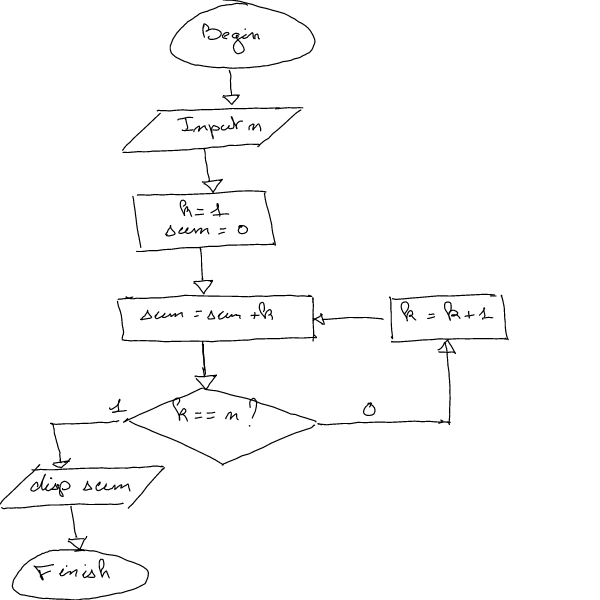 Begin
Input n
k = 1
sum = 0
sum = sum + k
k = k + 1
k == n ?
1
0
disp sum
Finish